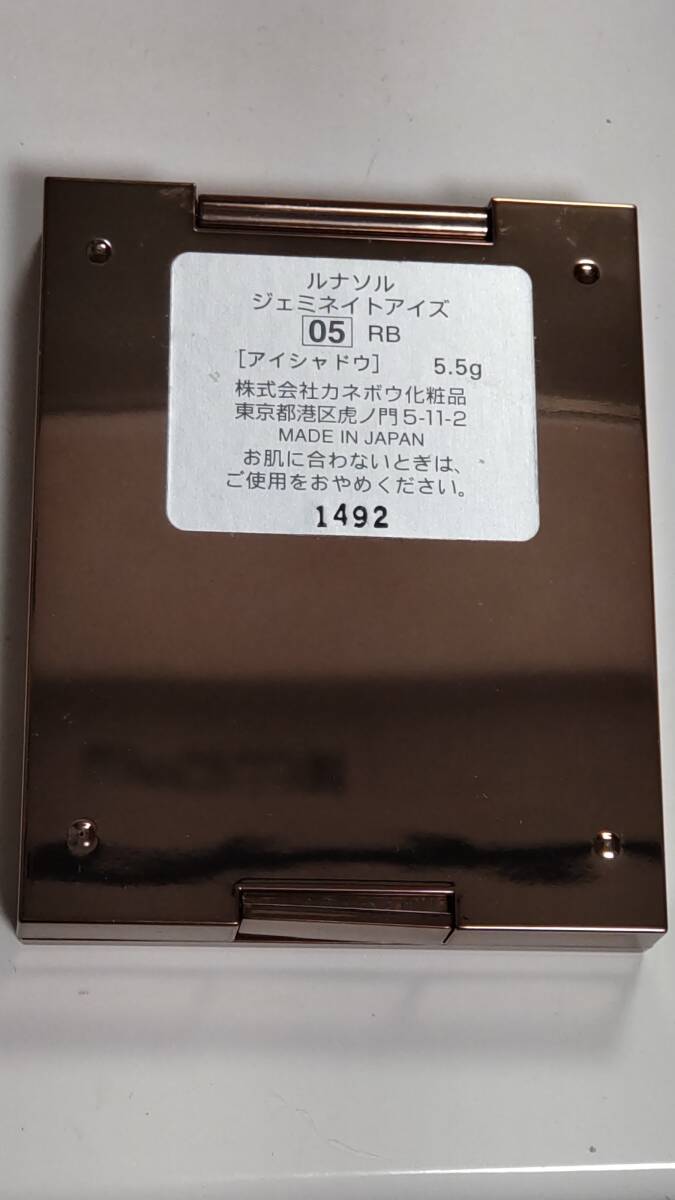 ルナソル
ジェミネイトアイズ
05 RB
[アイシャドウ] 5.5g
株式会社カネボウ化粧品
東京都港区虎ノ門5-11-2
MADE IN JAPAN
お肌に合わないときは、
ご使用をおやめください。
1492